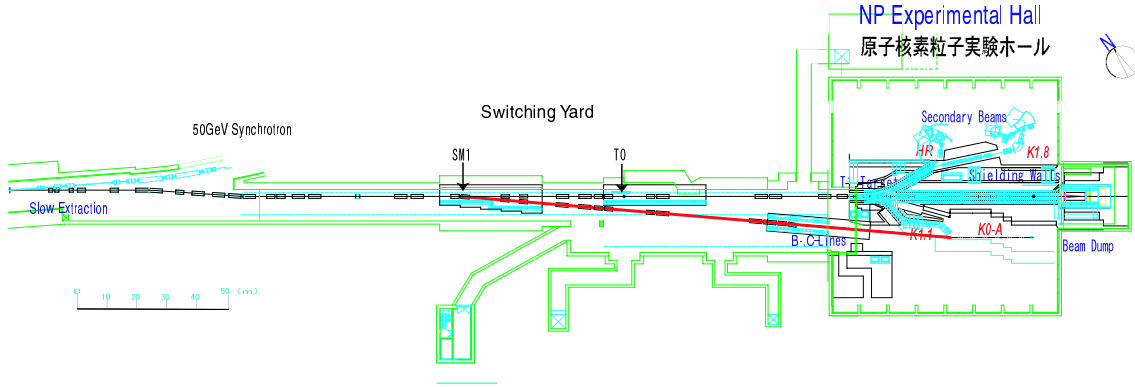 NP Experimental Hall
原子核素粒子実験ホール
N
Switching Yard
50GeV Synchrotron
Secondary Beams
SM1
T0
HR
K1.8
Shielding Walls
Slow Extraction
K1.1
K0-A
B-.C-Lines
Beam Dump
0 10 20 30 40 50 (m)